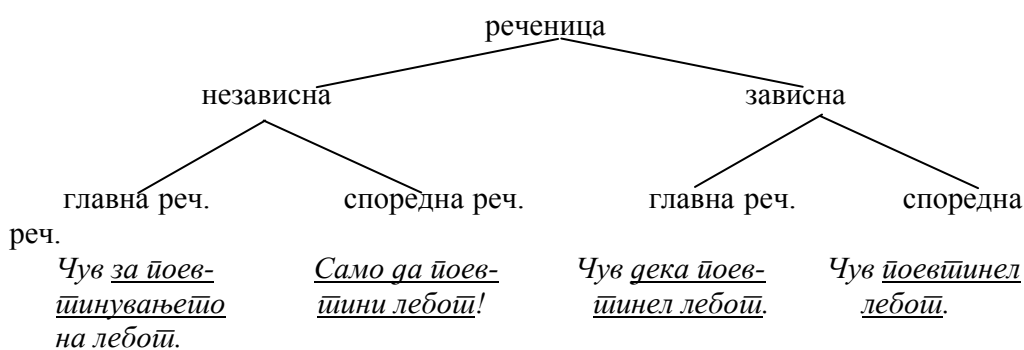 реченица
независна зависна
главна реч. споредна реч. главна реч. споредна
реч.
Чув за поев- Само да поев- Чув дека поев- Чув поевтинел
тинувањето тини лебот! тинел лебот. лебот.
на лебот.